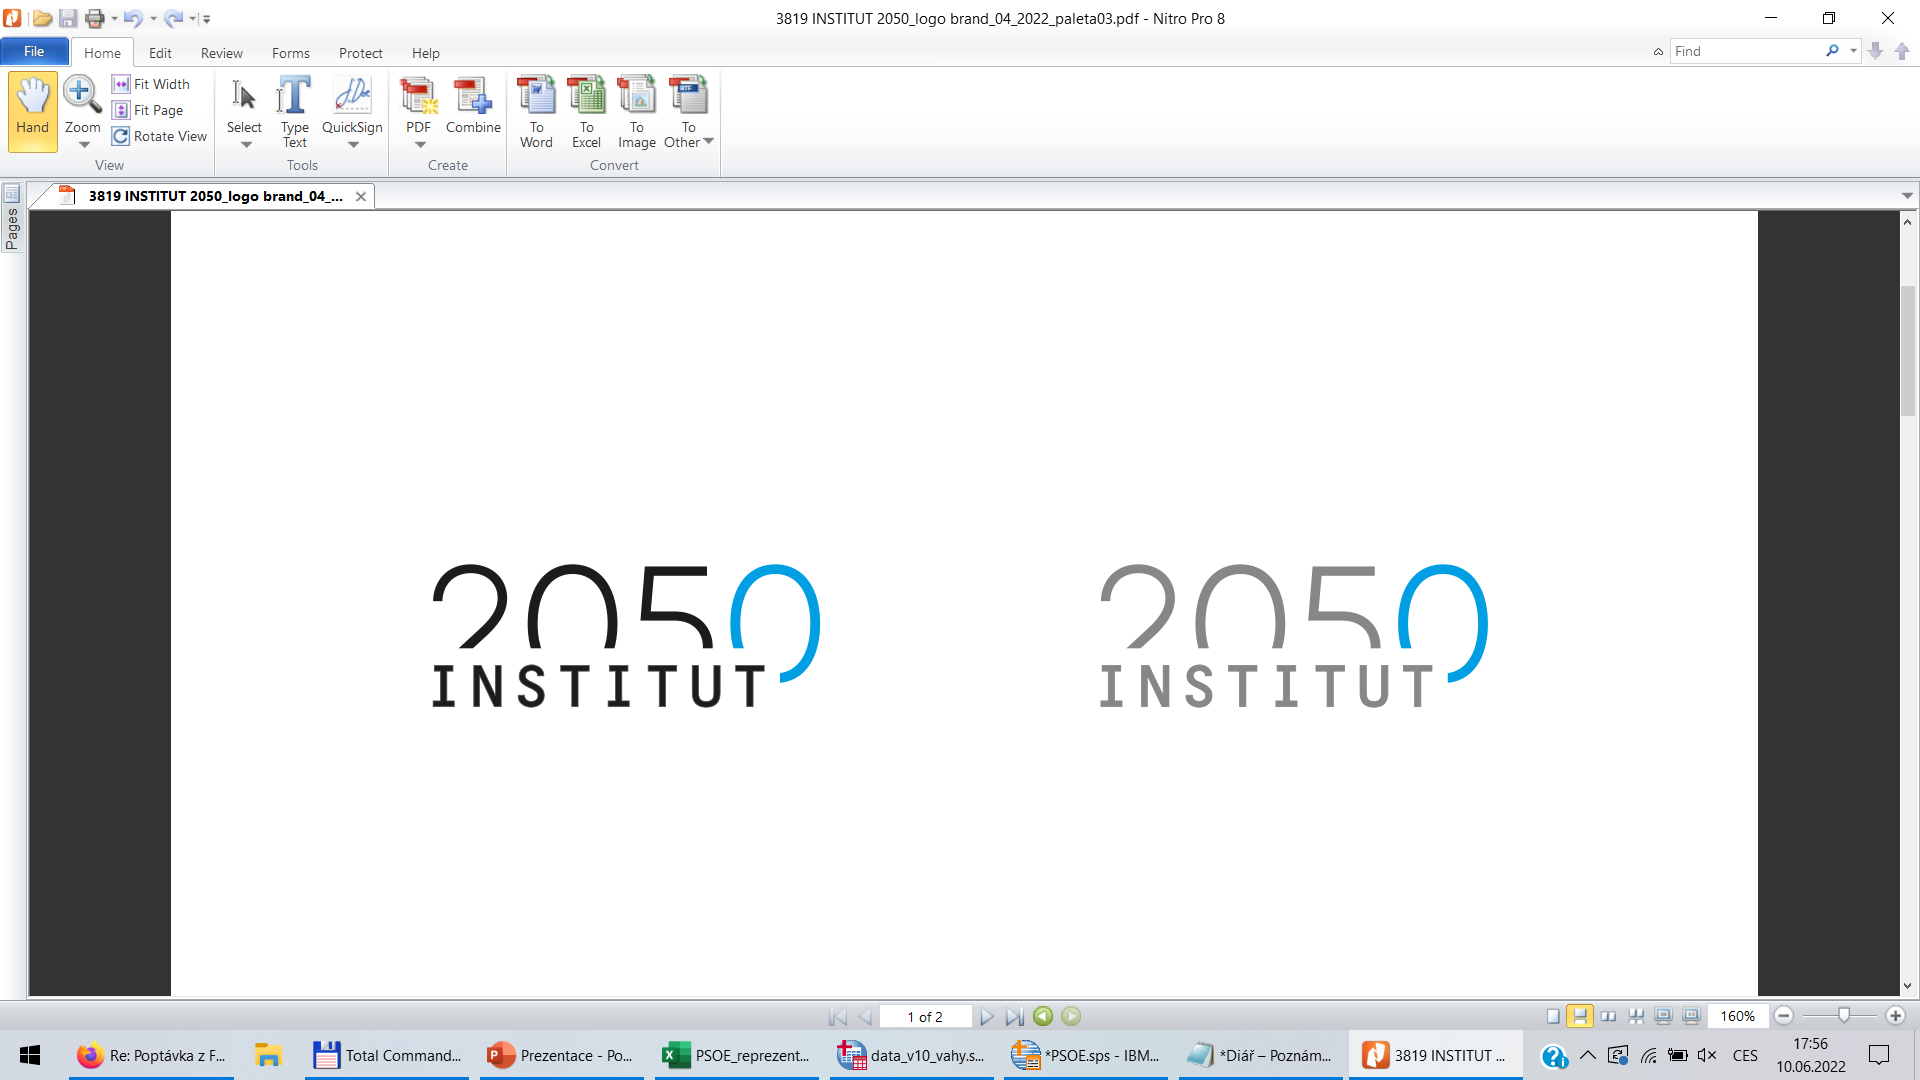 3819 INSTITUT 2050_logo brand_04_2022_paleta03.pdf - Nitro Pro 8
File Home Edit Review Forms Protect Help Find
Hand Zoom Fit Width Fit Page Rotate View
Select Type Text QuickSign PDF Combine
To Word To Excel To Image To Other
View Tools Create Convert
3819 INSTITUT 2050_logo brand_04_...
Pages
2050
INSTITUT
2050
INSTITUT
1 of 2
160%
Re: Poptávka z F... Total Command... Prezentace - Po... PSOE_reprezent... data_v10_vahy.s... *PSOE.sps - IBM... *Diář – Poznám... 3819 INSTITUT ... CES 17:56
10.06.2022